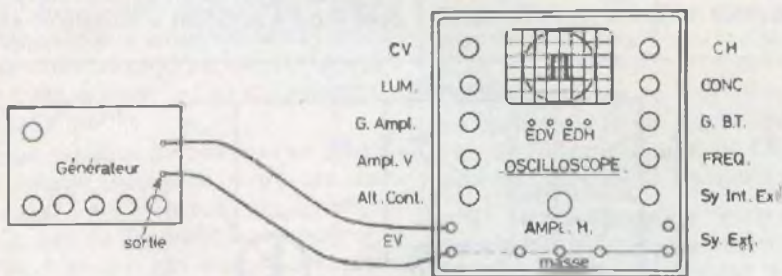 CV
CH
LUM.
CONC
G. Ampl.
EDV EDH
G. B.T.
Générateur
Ampl. V
OSCILLOSCOPE
FREQ.
Alt. Cont.
Sy Int. Ex
sortie
EV
AMPL. H.
Sy. Ext.
masse